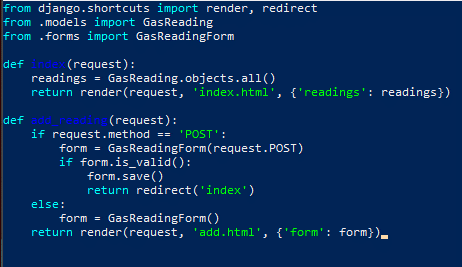 from django.shortcuts import render, redirect
from .models import GasReading
from .forms import GasReadingForm
def index(request):
readings = GasReading.objects.all()
return render(request, 'index.html', {'readings': readings})
def add_reading(request):
if request.method == 'POST':
form = GasReadingForm(request.POST)
if form.is_valid():
form.save()
return redirect('index')
else:
form = GasReadingForm()
return render(request, 'add.html', {'form': form})